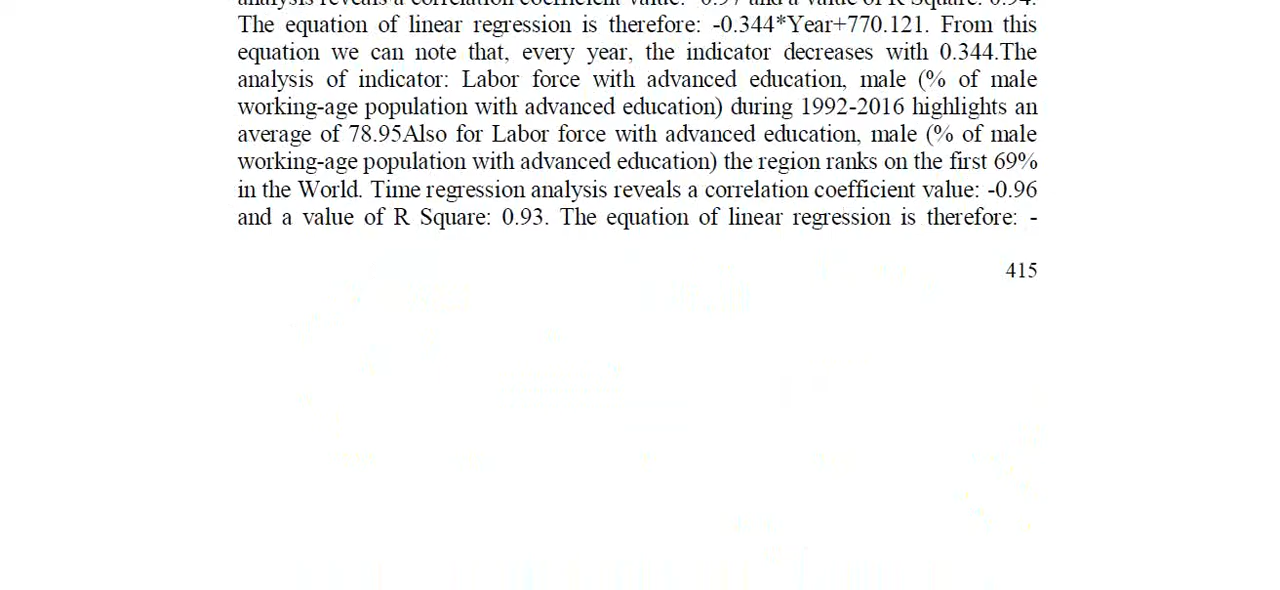 The equation of linear regression is therefore: -0.344*Year+770.121. From this
equation we can note that, every year, the indicator decreases with 0.344.The
analysis of indicator: Labor force with advanced education, male (% of male
working-age population with advanced education) during 1992-2016 highlights an
average of 78.95Also for Labor force with advanced education, male (% of male
working-age population with advanced education) the region ranks on the first 69%
in the World. Time regression analysis reveals a correlation coefficient value: -0.96
and a value of R Square: 0.93. The equation of linear regression is therefore: -
415